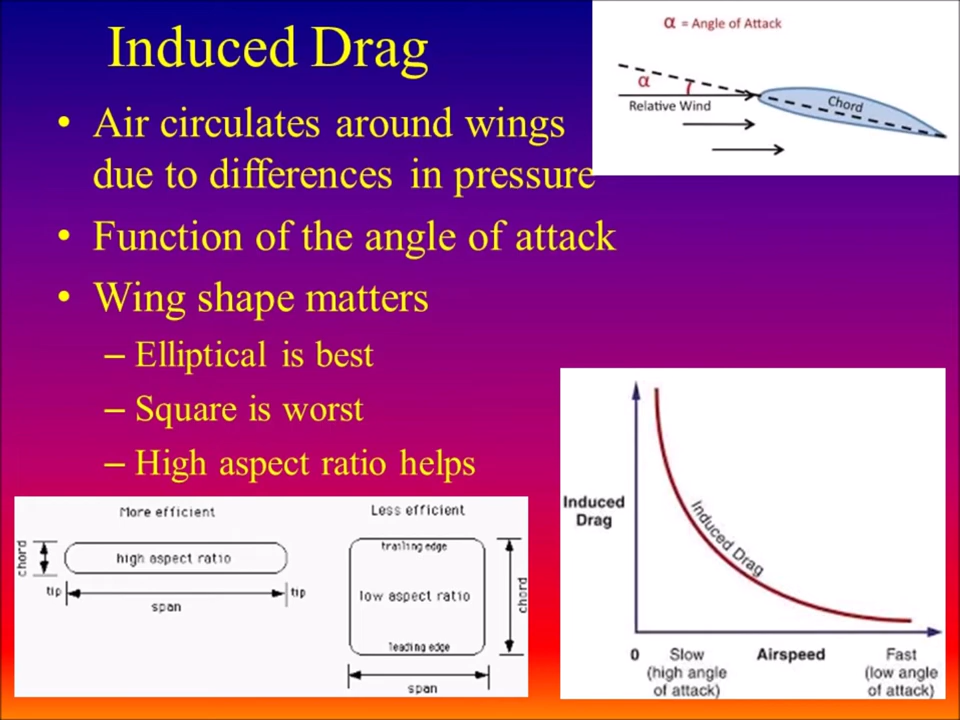 Induced Drag
• Air circulates around wings
due to differences in pressure
• Function of the angle of attack
• Wing shape matters
– Elliptical is best
– Square is worst
– High aspect ratio helps
α = Angle of Attack
α
Relative Wind
Chord
More efficient
chord
high aspect ratio
tip
tip
span
Less efficient
trailing edge
low aspect ratio
leading edge
chord
span
Induced
Drag
Induced Drag
0
Slow
(high angle
of attack)
Airspeed
Fast
(low angle
of attack)